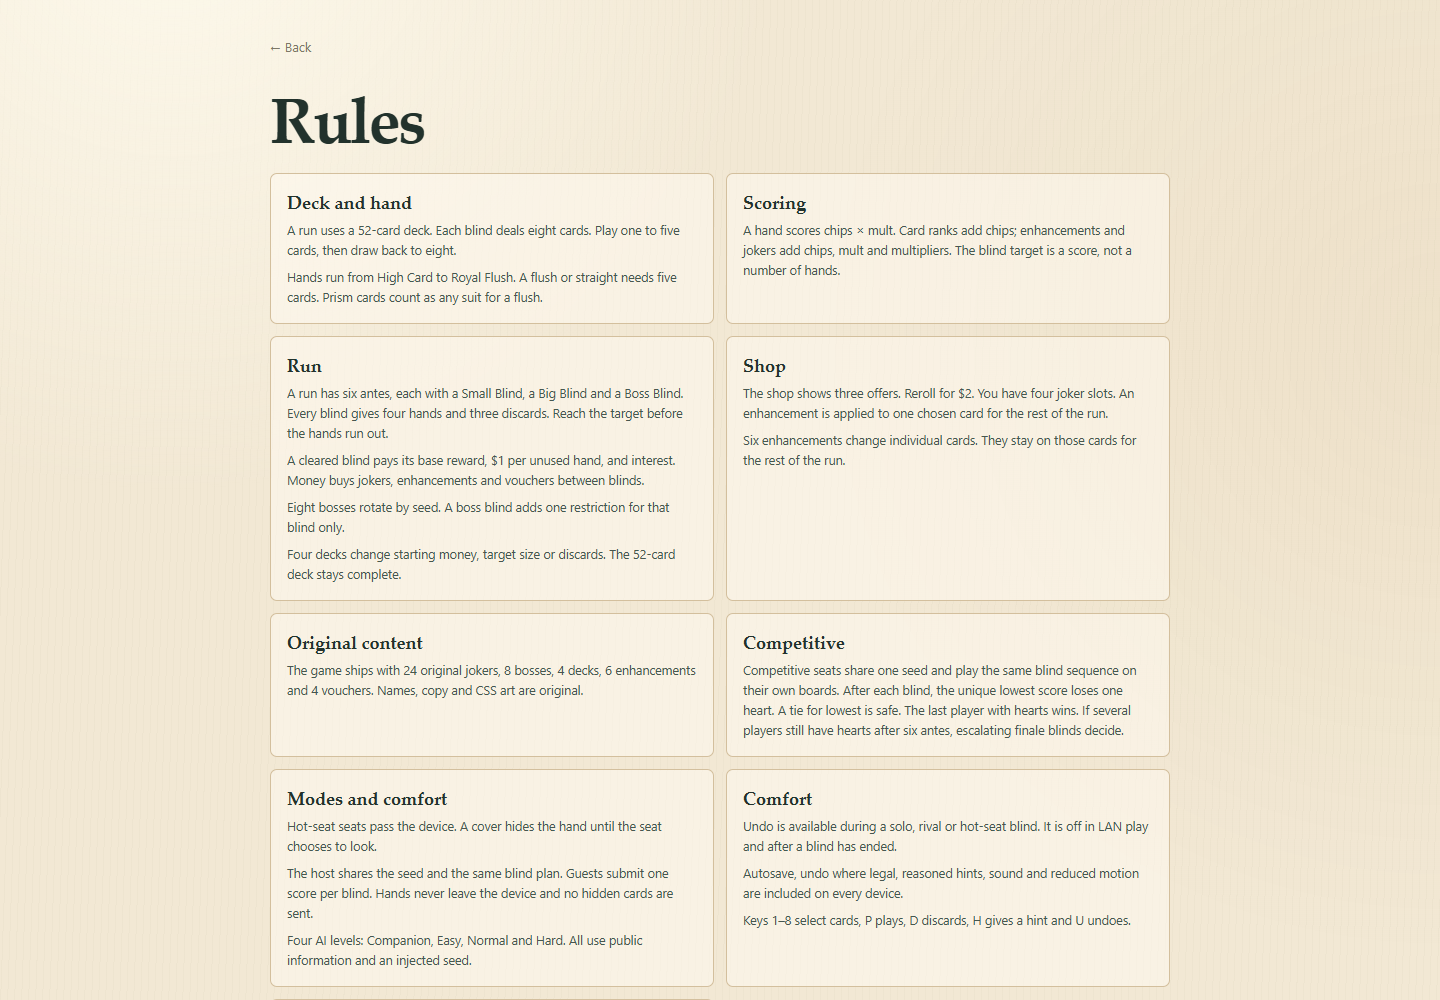 ← Back
Rules
Deck and hand
A run uses a 52-card deck. Each blind deals eight cards. Play one to five
cards, then draw back to eight.
Hands run from High Card to Royal Flush. A flush or straight needs five
cards. Prism cards count as any suit for a flush.
Scoring
A hand scores chips × mult. Card ranks add chips; enhancements and
jokers add chips, mult and multipliers. The blind target is a score, not a
number of hands.
Run
A run has six antes, each with a Small Blind, a Big Blind and a Boss Blind.
Every blind gives four hands and three discards. Reach the target before
the hands run out.
A cleared blind pays its base reward, $1 per unused hand, and interest.
Money buys jokers, enhancements and vouchers between blinds.
Eight bosses rotate by seed. A boss blind adds one restriction for that
blind only.
Four decks change starting money, target size or discards. The 52-card
deck stays complete.
Shop
The shop shows three offers. Reroll for $2. You have four joker slots. An
enhancement is applied to one chosen card for the rest of the run.
Six enhancements change individual cards. They stay on those cards for
the rest of the run.
Original content
The game ships with 24 original jokers, 8 bosses, 4 decks, 6 enhancements
and 4 vouchers. Names, copy and CSS art are original.
Competitive
Competitive seats share one seed and play the same blind sequence on
their own boards. After each blind, the unique lowest score loses one
heart. A tie for lowest is safe. The last player with hearts wins. If several
players still have hearts after six antes, escalating finale blinds decide.
Modes and comfort
Hot-seat seats pass the device. A cover hides the hand until the seat
chooses to look.
The host shares the seed and the same blind plan. Guests submit one
score per blind. Hands never leave the device and no hidden cards are
sent.
Four AI levels: Companion, Easy, Normal and Hard. All use public
information and an injected seed.
Comfort
Undo is available during a solo, rival or hot-seat blind. It is off in LAN play
and after a blind has ended.
Autosave, undo where legal, reasoned hints, sound and reduced motion
are included on every device.
Keys 1–8 select cards, P plays, D discards, H gives a hint and U undoes.